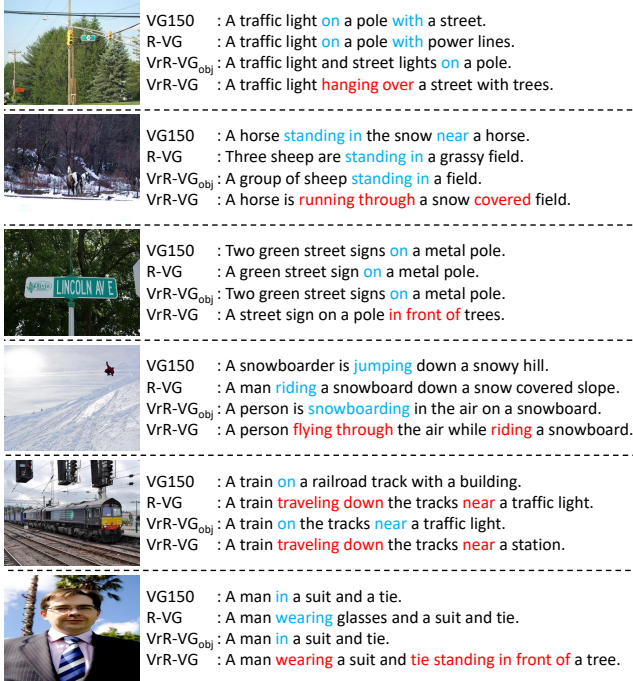 VG150 : A traffic light on a pole with a street.
R-VG : A traffic light on a pole with power lines.
VrR-VGobj : A traffic light and street lights on a pole.
VrR-VG : A traffic light hanging over a street with trees.
VG150 : A horse standing in the snow near a horse.
R-VG : Three sheep are standing in a grassy field.
VrR-VGobj : A group of sheep standing in a field.
VrR-VG : A horse is running through a snow covered field.
LINCOLN AV E
VG150 : Two green street signs on a metal pole.
R-VG : A green street sign on a metal pole.
VrR-VGobj : Two green street signs on a metal pole.
VrR-VG : A street sign on a pole in front of trees.
VG150 : A snowboarder is jumping down a snowy hill.
R-VG : A man riding a snowboard down a snow covered slope.
VrR-VGobj : A person is snowboarding in the air on a snowboard.
VrR-VG : A person flying through the air while riding a snowboard.
VG150 : A train on a railroad track with a building.
R-VG : A train traveling down the tracks near a traffic light.
VrR-VGobj : A train on the tracks near a traffic light.
VrR-VG : A train traveling down the tracks near a station.
VG150 : A man in a suit and a tie.
R-VG : A man wearing glasses and a suit and tie.
VrR-VGobj : A man in a suit and tie.
VrR-VG : A man wearing a suit and tie standing in front of a tree.